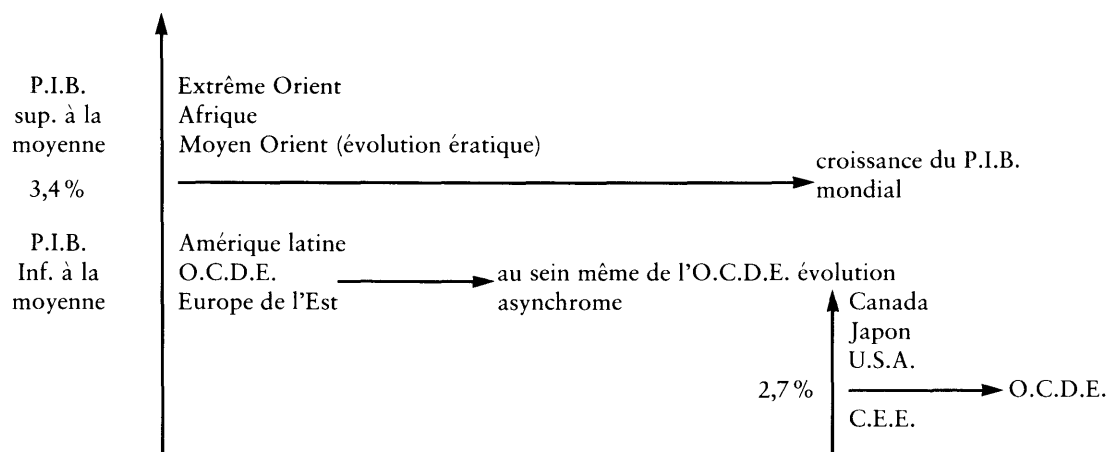 P.I.B.
sup. à la
moyenne
Extrême Orient
Afrique
Moyen Orient (évolution ératique)
3,4 %
croissance du P.I.B.
mondial
P.I.B.
Inf. à la
moyenne
Amérique latine
O.C.D.E.
Europe de l'Est
au sein même de l'O.C.D.E. évolution
asynchrome
Canada
Japon
U.S.A.
2,7 %
O.C.D.E.
C.E.E.